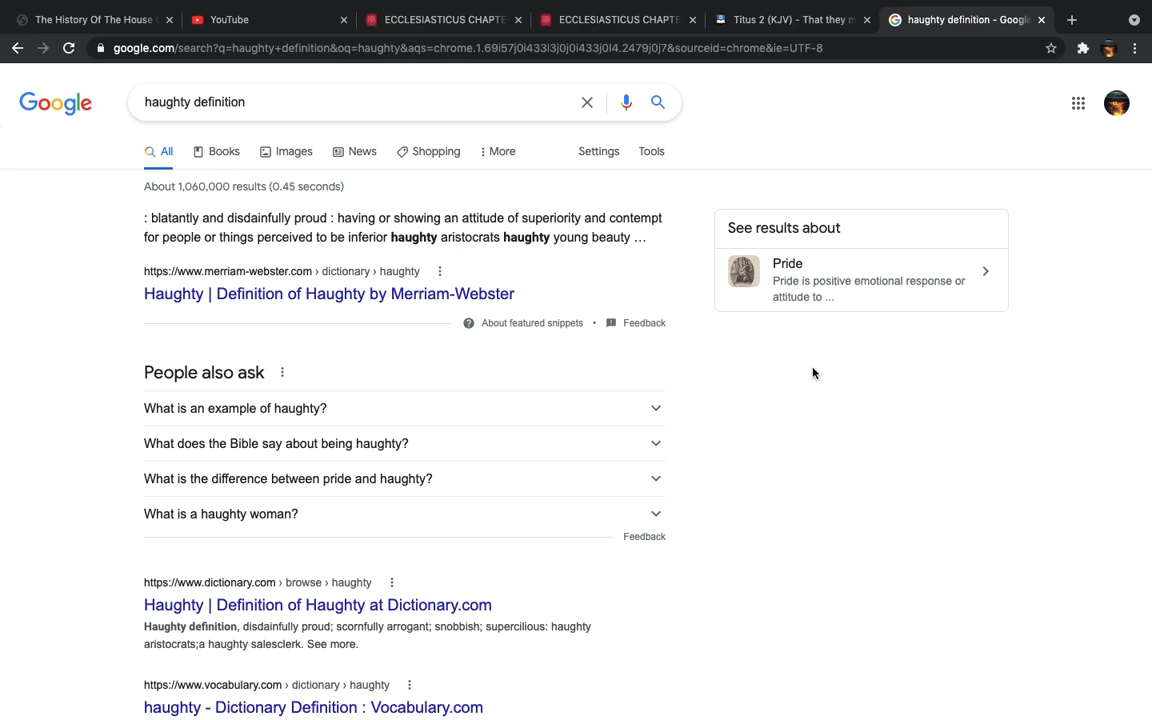 The History Of The House
YouTube
ECCLESIASTICUS CHAPTE
ECCLESIASTICUS CHAPTE
Titus 2 (KJV) - That they m
haughty definition - Google
google.com/search?q=haughty+definition&oq=haughty&aqs=chrome.1.69i57j0i433l3j0j0i433j0l4.2479j0j7&sourceid=chrome&ie=UTF-8
Google
haughty definition
All
Books
Images
News
Shopping
More
Settings
Tools
About 1,060,000 results (0.45 seconds)
: blatantly and disdainfully proud : having or showing an attitude of superiority and contempt
for people or things perceived to be inferior haughty aristocrats haughty young beauty ...
https://www.merriam-webster.com › dictionary › haughty
Haughty | Definition of Haughty by Merriam-Webster
About featured snippets • Feedback
See results about
Pride
Pride is positive emotional response or
attitude to ...
People also ask
What is an example of haughty?
What does the Bible say about being haughty?
What is the difference between pride and haughty?
What is a haughty woman?
Feedback
https://www.dictionary.com › browse › haughty
Haughty | Definition of Haughty at Dictionary.com
Haughty definition, disdainfully proud; scornfully arrogant; snobbish; supercilious: haughty
aristocrats;a haughty salesclerk. See more.
https://www.vocabulary.com › dictionary › haughty
haughty - Dictionary Definition : Vocabulary.com